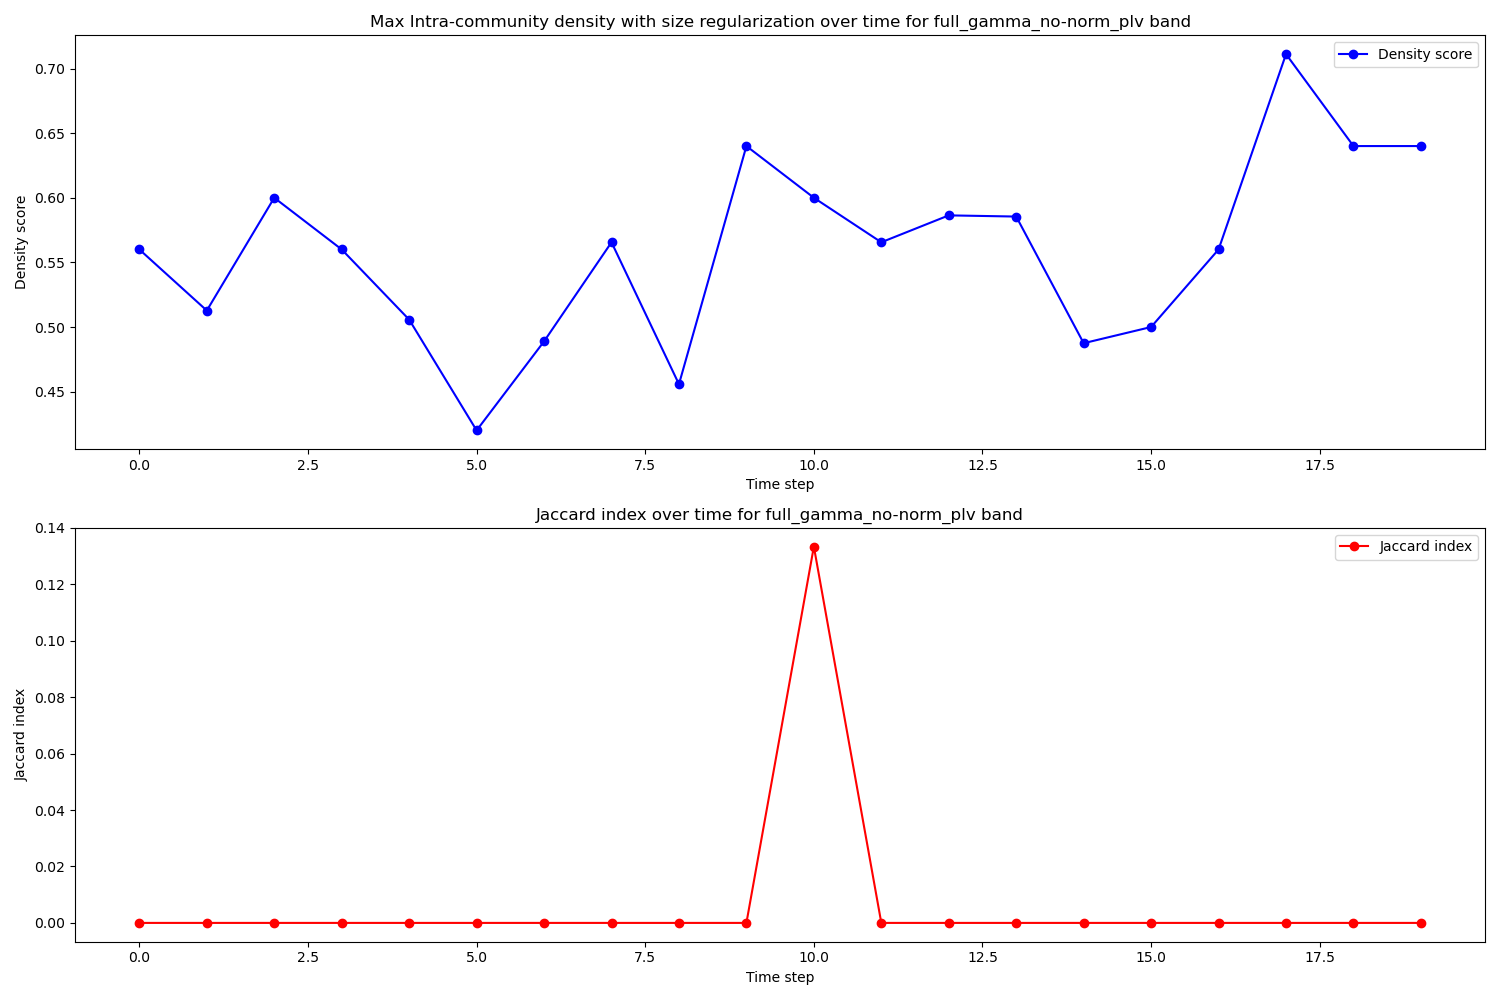 Max Intra-community density with size regularization over time for full_gamma_no-norm_plv band
Density score
0.70
0.65
0.60
0.55
0.50
0.45
Density score
0.0 2.5 5.0 7.5 10.0 12.5 15.0 17.5
Time step
Jaccard index over time for full_gamma_no-norm_plv band
Jaccard index
0.14
0.12
0.10
0.08
0.06
0.04
0.02
0.00
Jaccard index
0.0 2.5 5.0 7.5 10.0 12.5 15.0 17.5
Time step